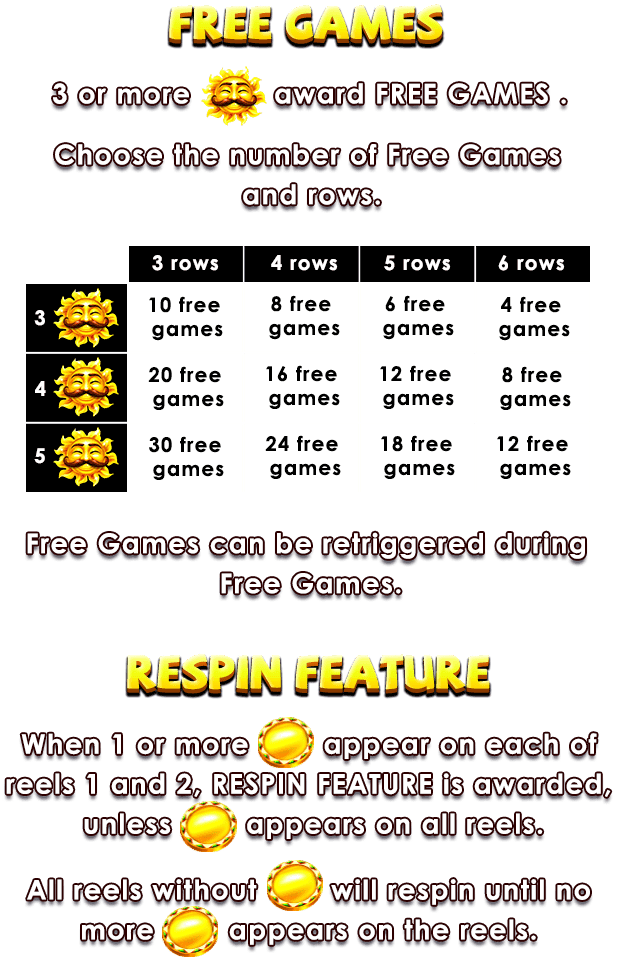 FREE GAMES
3 or more award FREE GAMES .
Choose the number of Free Games
and rows.
3 rows 4 rows 5 rows 6 rows
3 10 free games 8 free games 6 free games 4 free games
4 20 free games 16 free games 12 free games 8 free games
5 30 free games 24 free games 18 free games 12 free games
Free Games can be retriggered during
Free Games.
RESPIN FEATURE
When 1 or more appear on each of
reels 1 and 2, RESPIN FEATURE is awarded,
unless appears on all reels.
All reels without will respin until no
more appears on the reels.